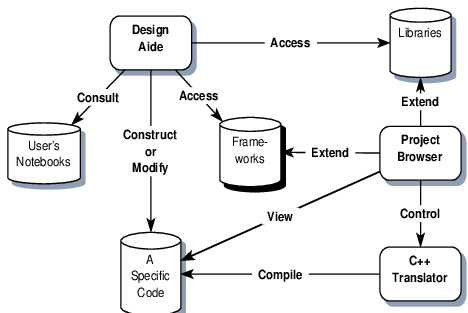 Design
Aide
Access
Libraries
Consult
Access
Extend
User's
Notebooks
Construct
or
Modify
Frame-
works
Extend
Project
Browser
View
Control
A
Specific
Code
Compile
C++
Translator